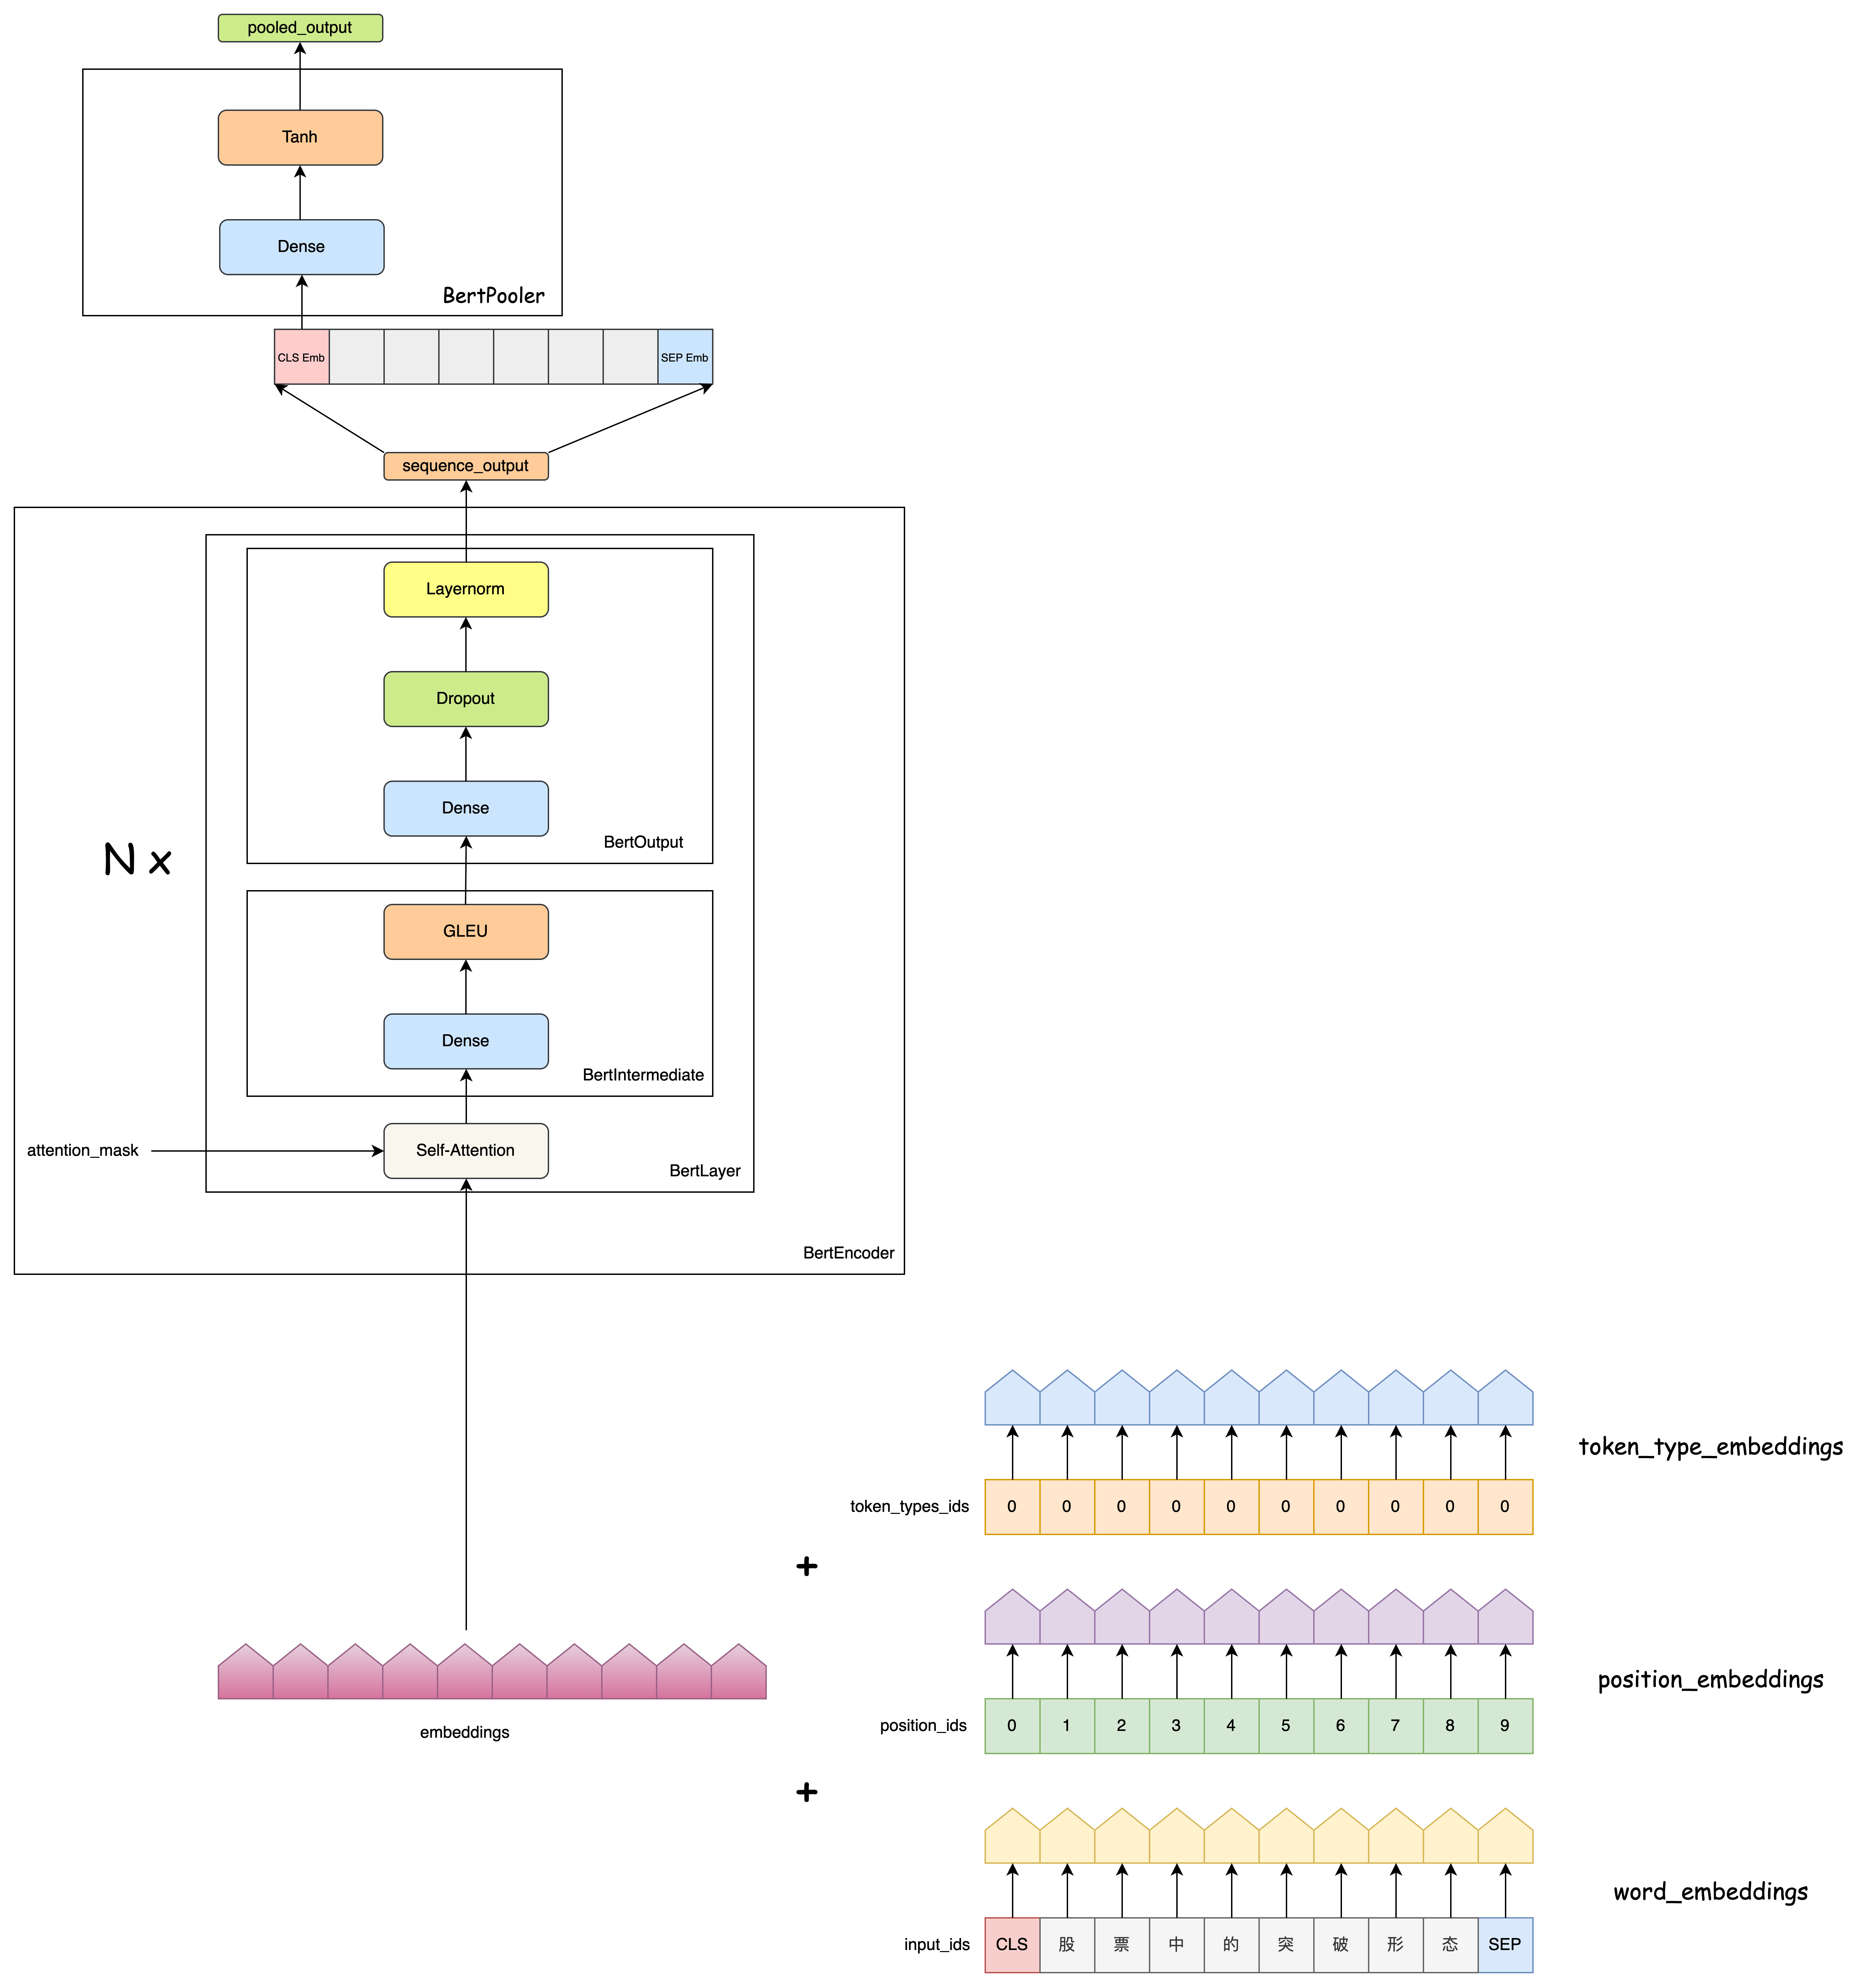 pooled_output
Tanh
Dense
BertPooler
CLS Emb
SEP Emb
sequence_output
Layernorm
Dropout
Dense
BertOutput
N x
GLEU
Dense
BertIntermediate
attention_mask
Self-Attention
BertLayer
BertEncoder
token_type_embeddings
token_types_ids 0 0 0 0 0 0 0 0 0 0
+
position_embeddings
position_ids 0 1 2 3 4 5 6 7 8 9
embeddings
+
word_embeddings
input_ids CLS 股 票 中 的 突 破 形 态 SEP